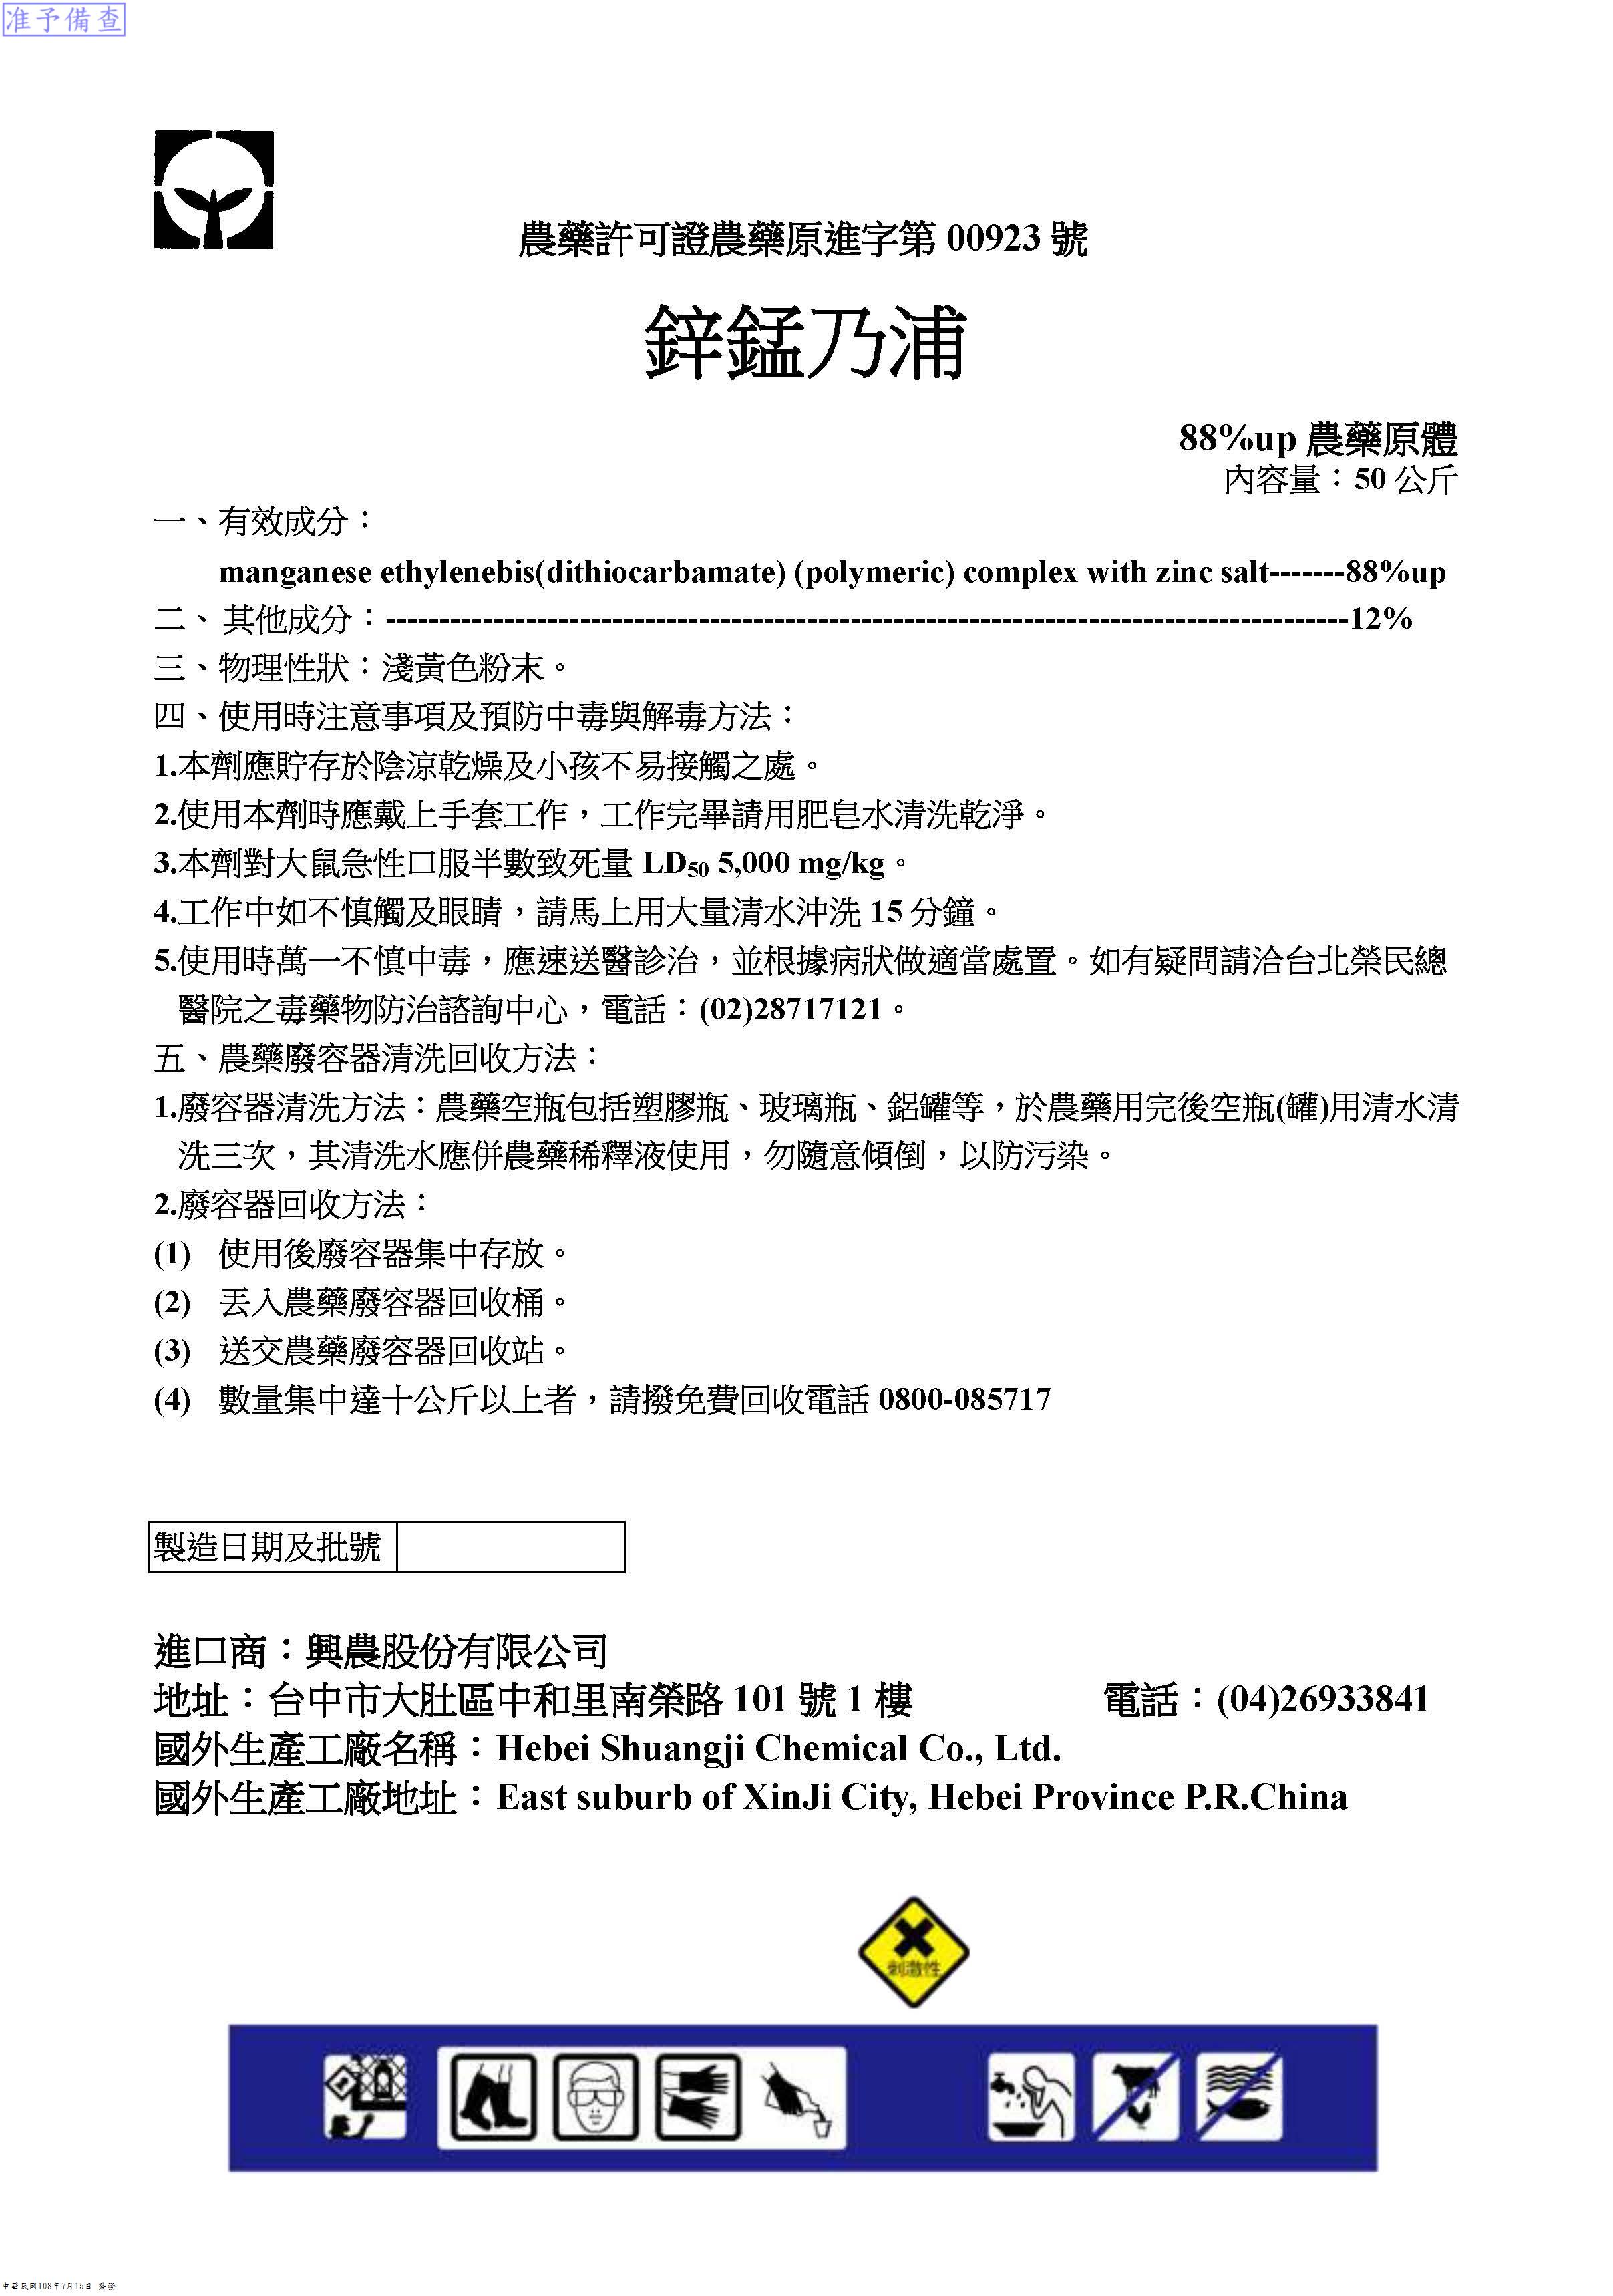 准予備查
農藥許可證農藥原進字第 00923 號
鋅錳乃浦
88%up 農藥原體
內容量：50 公斤
一、有效成分：
manganese ethylenebis(dithiocarbamate) (polymeric) complex with zinc salt-------88%up
二、其他成分：------------------------------------------------------------------------------------------12%
三、物理性狀：淺黃色粉末。
四、使用時注意事項及預防中毒與解毒方法：
1.本劑應貯存於陰涼乾燥及小孩不易接觸之處。
2.使用本劑時應戴上手套工作，工作完畢請用肥皂水清洗乾淨。
3.本劑對大鼠急性口服半數致死量 LD50 5,000 mg/kg。
4.工作中如不慎觸及眼睛，請馬上用大量清水沖洗 15 分鐘。
5.使用時萬一不慎中毒，應速送醫診治，並根據病狀做適當處置。如有疑問請洽台北榮民總
醫院之毒藥物防治諮詢中心，電話：(02)28717121。
五、農藥廢容器清洗回收方法：
1.廢容器清洗方法：農藥空瓶包括塑膠瓶、玻璃瓶、鋁罐等，於農藥用完後空瓶(罐)用清水清
洗三次，其清洗水應併農藥稀釋液使用，勿隨意傾倒，以防污染。
2.廢容器回收方法：
(1) 使用後廢容器集中存放。
(2) 丟入農藥廢容器回收桶。
(3) 送交農藥廢容器回收站。
(4) 數量集中達十公斤以上者，請撥免費回收電話 0800-085717
製造日期及批號
進口商：興農股份有限公司
地址：台中市大肚區中和里南榮路 101 號 1 樓 電話：(04)26933841
國外生產工廠名稱：Hebei Shuangji Chemical Co., Ltd.
國外生產工廠地址：East suburb of XinJi City, Hebei Province P.R.China
刺激性
中華民國108年7月15日 簽發